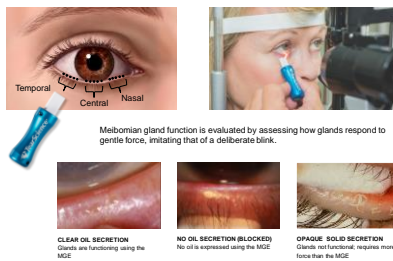 Temporal
Central
Nasal
Meibomian gland function is evaluated by assessing how glands respond to
gentle force, imitating that of a deliberate blink.
CLEAR OIL SECRETION
Glands are functioning using the
MGE
NO OIL SECRETION (BLOCKED)
No oil is expressed using the MGE
OPAQUE SOLID SECRETION
Glands not functional; requires more
force than the MGE